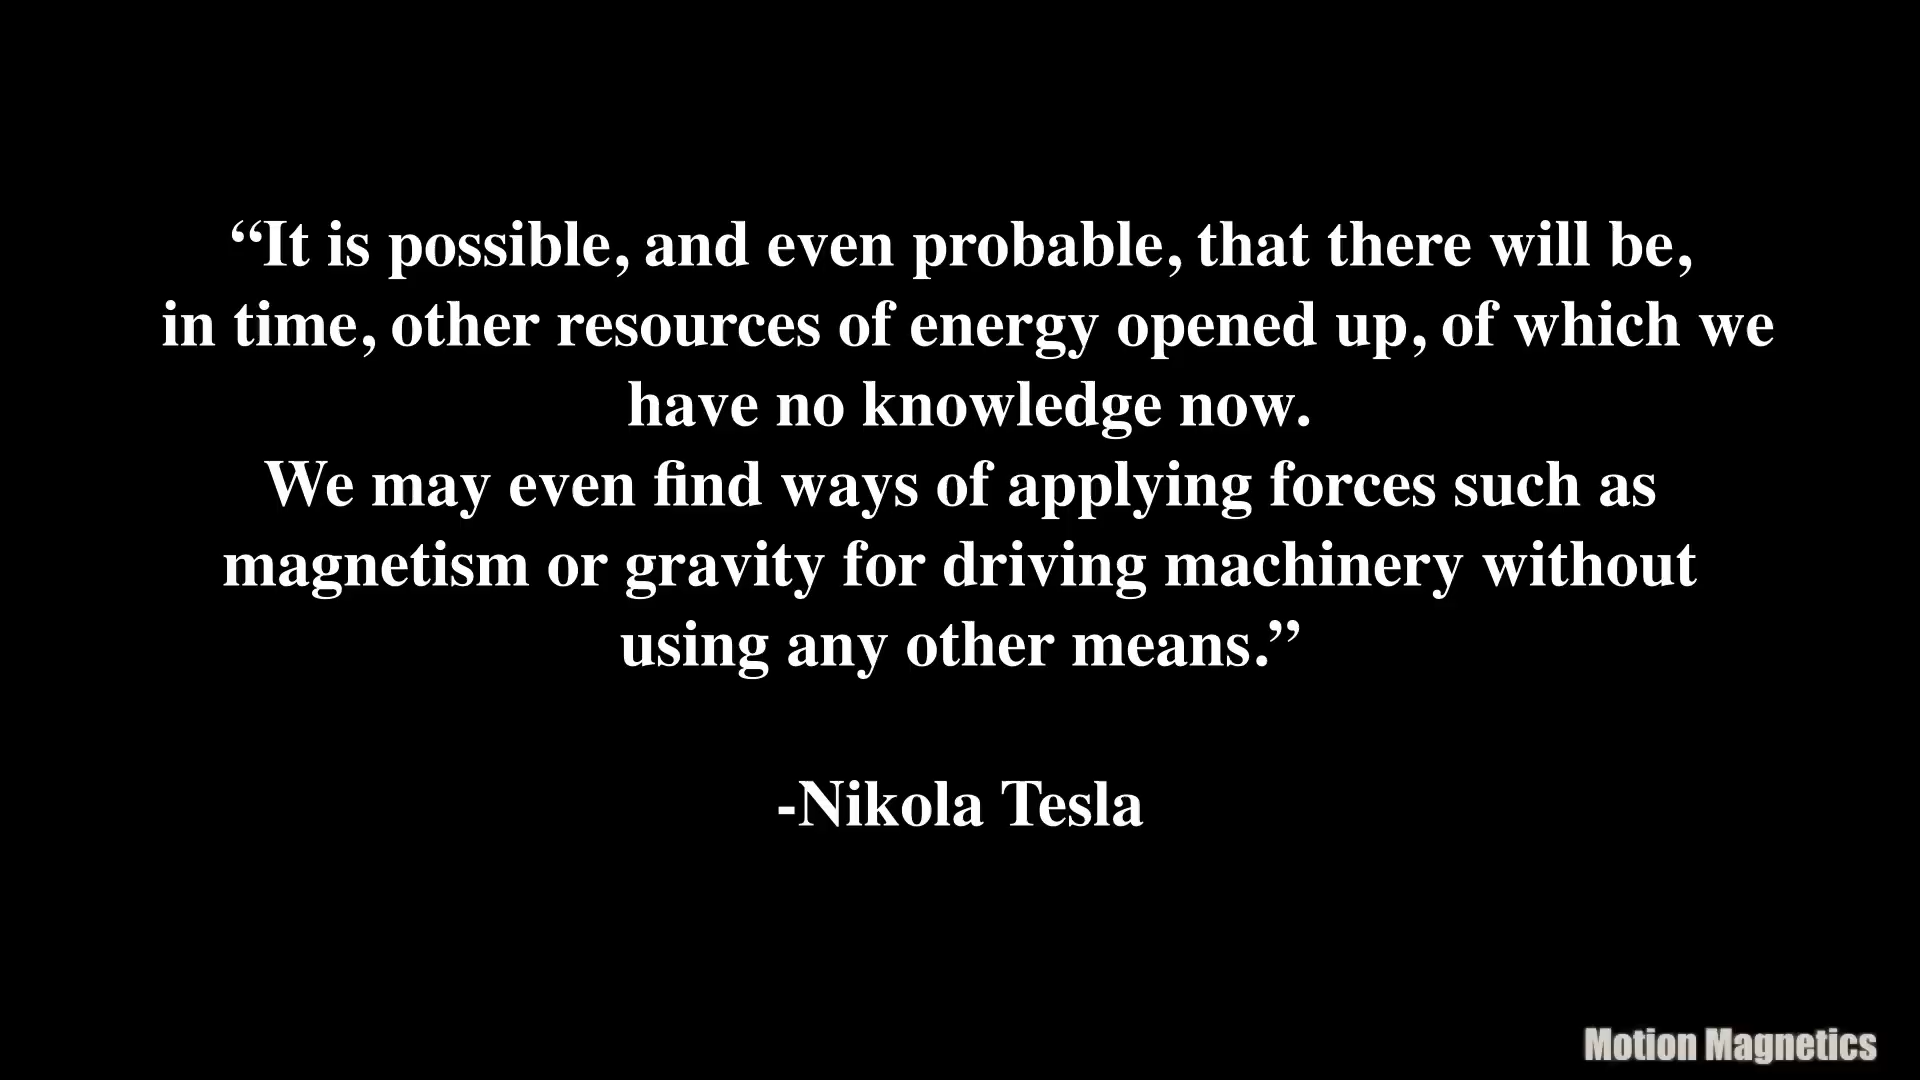 “It is possible, and even probable, that there will be,
in time, other resources of energy opened up, of which we
have no knowledge now.
We may even find ways of applying forces such as
magnetism or gravity for driving machinery without
using any other means.”
-Nikola Tesla
Motion Magnetics